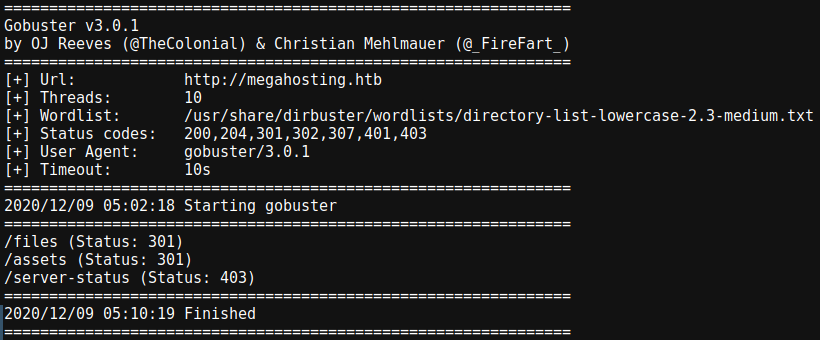 ===============================================================
Gobuster v3.0.1
by OJ Reeves (@TheColonial) & Christian Mehlmauer (@_FireFart_)
===============================================================
[+] Url:            http://megahosting.htb
[+] Threads:        10
[+] Wordlist:       /usr/share/dirbuster/wordlists/directory-list-lowercase-2.3-medium.txt
[+] Status codes:   200,204,301,302,307,401,403
[+] User Agent:     gobuster/3.0.1
[+] Timeout:        10s
===============================================================
2020/12/09 05:02:18 Starting gobuster
===============================================================
/files (Status: 301)
/assets (Status: 301)
/server-status (Status: 403)
===============================================================
2020/12/09 05:10:19 Finished
===============================================================